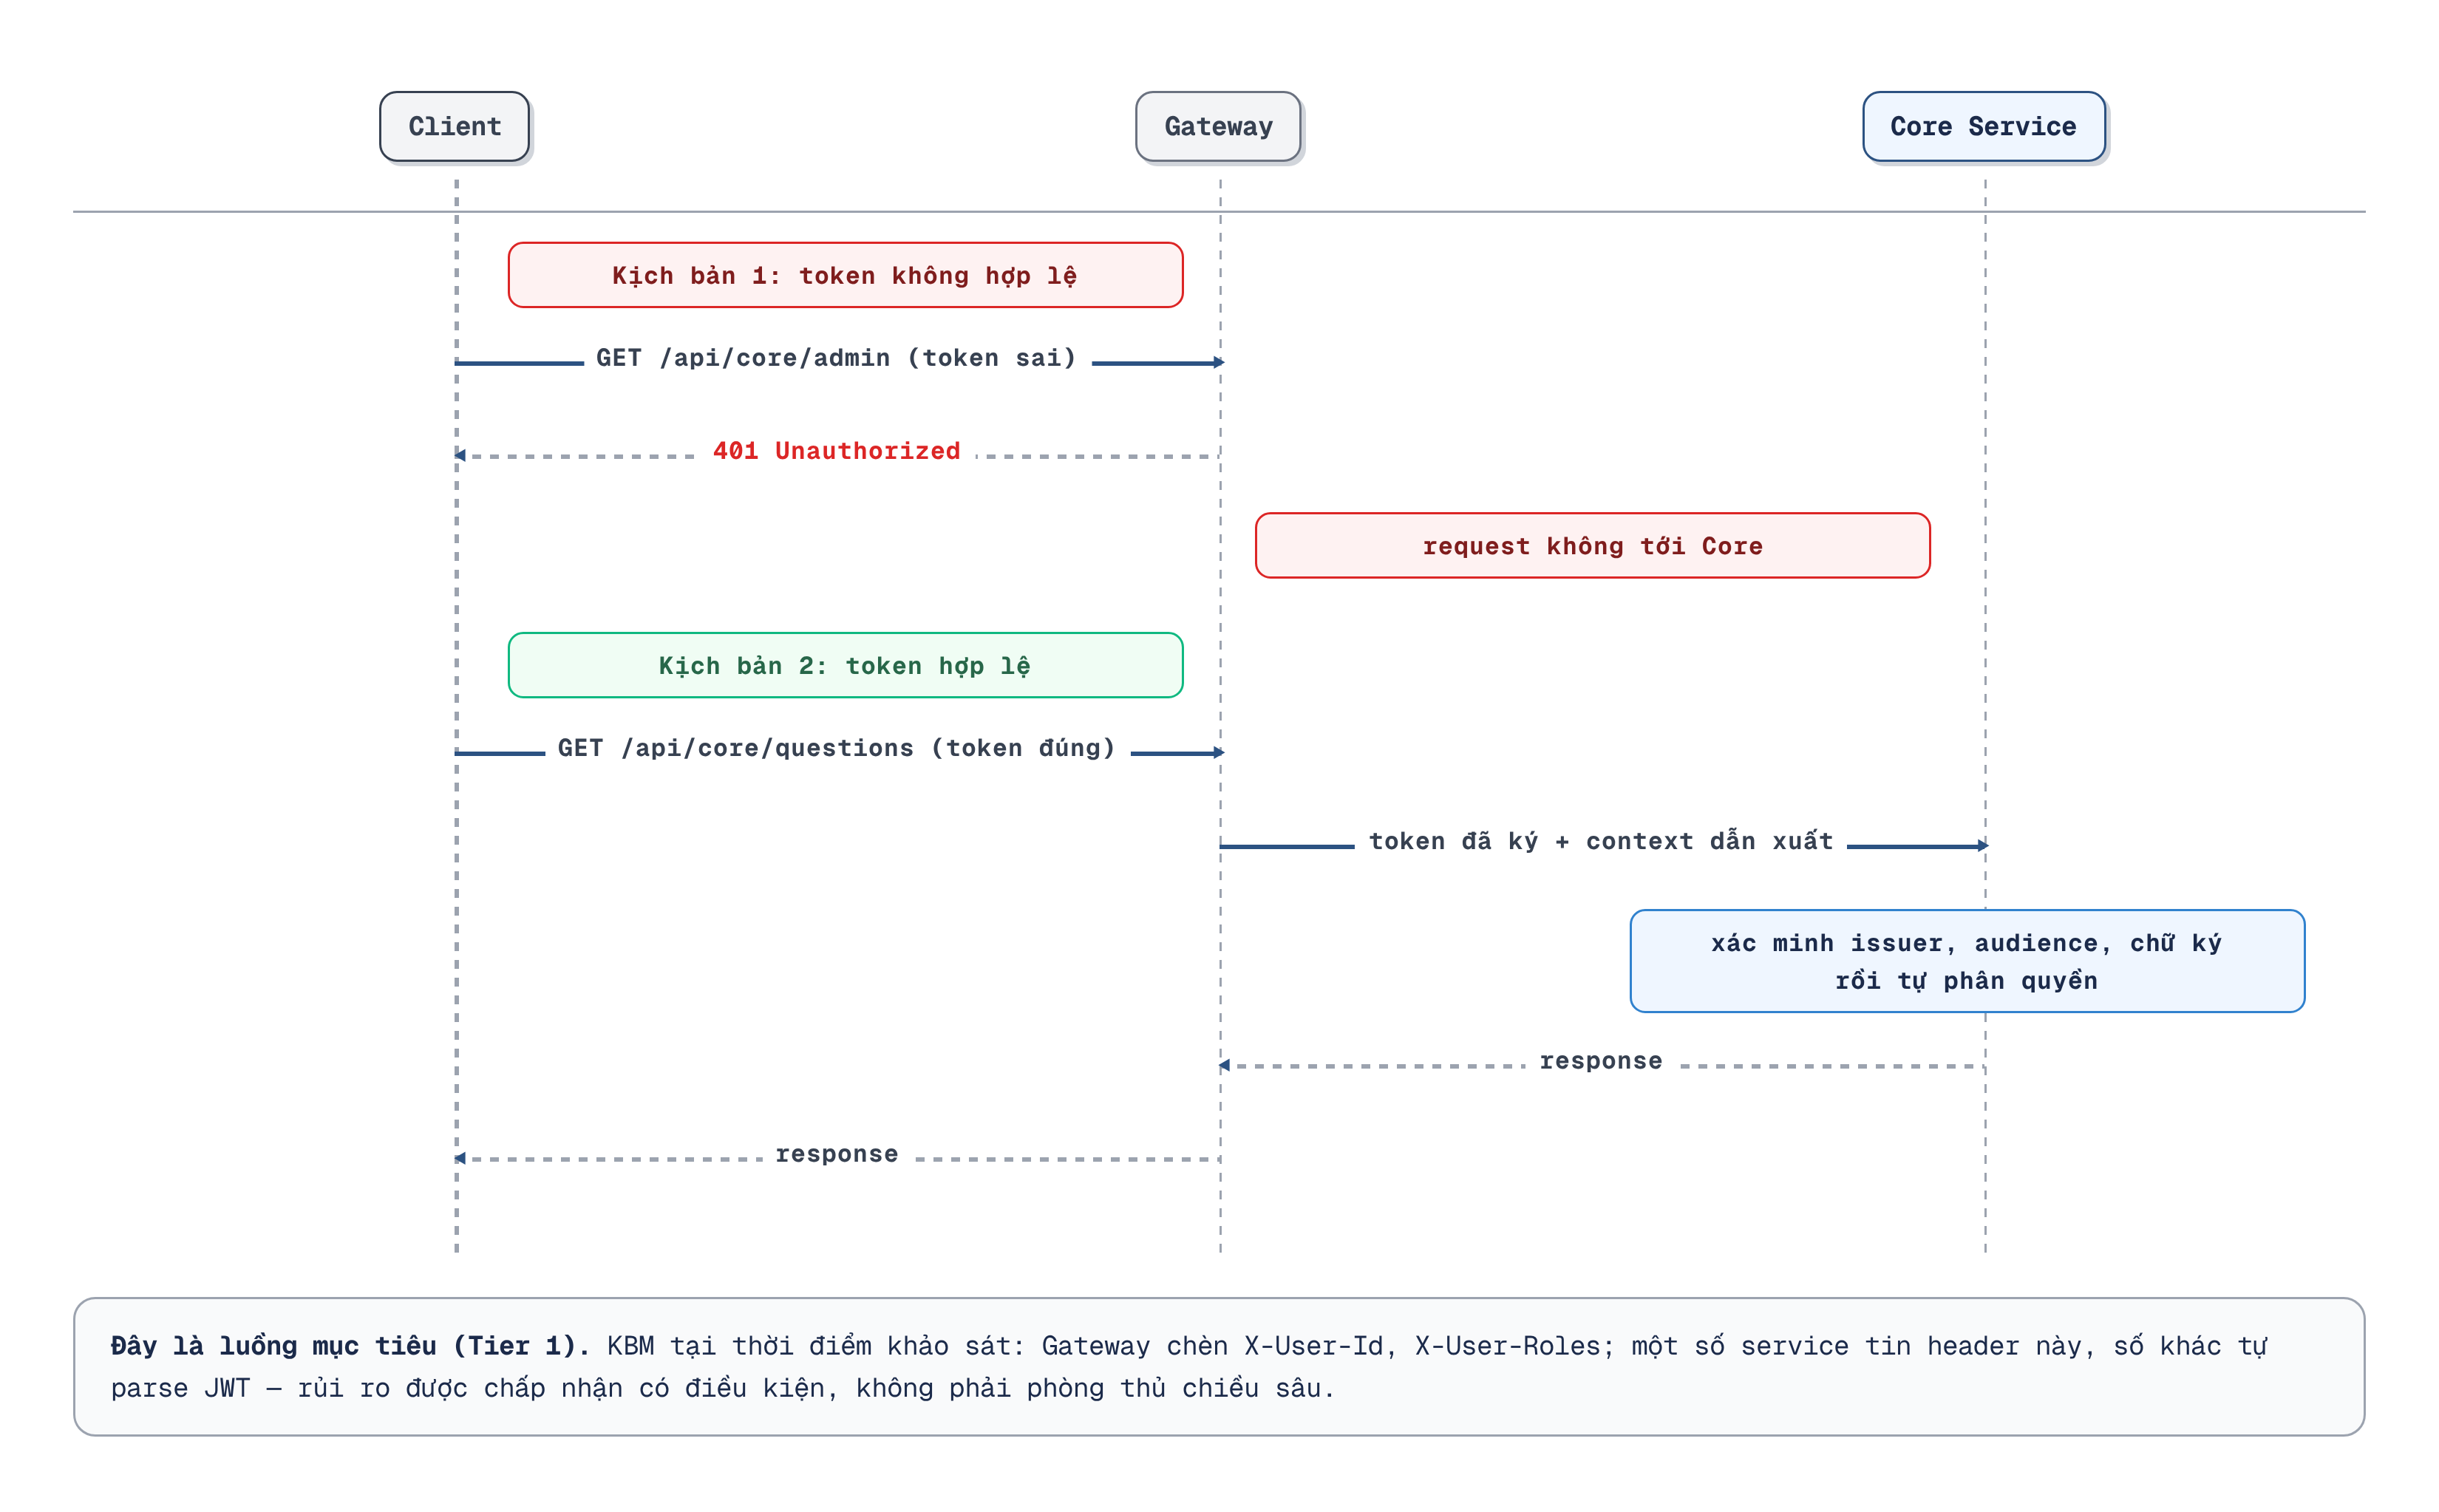 Client
Gateway
Core Service
Kịch bản 1: token không hợp lệ
GET /api/core/admin (token sai)
401 Unauthorized
request không tới Core
Kịch bản 2: token hợp lệ
GET /api/core/questions (token đúng)
token đã ký + context dẫn xuất
xác minh issuer, audience, chữ ký
rồi tự phân quyền
response
response
Đây là luồng mục tiêu (Tier 1). KBM tại thời điểm khảo sát: Gateway chèn X-User-Id, X-User-Roles; một số service tin header này, số khác tự
parse JWT — rủi ro được chấp nhận có điều kiện, không phải phòng thủ chiều sâu.